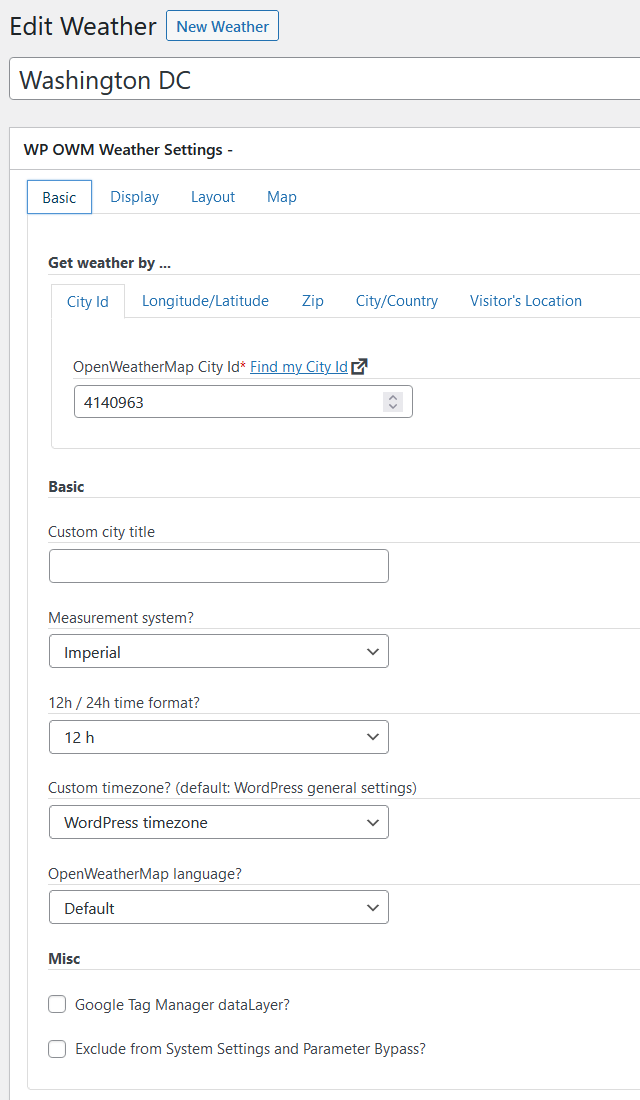 Edit Weather New Weather
Washington DC
WP OWM Weather Settings -
Basic Display Layout Map
Get weather by ...
City Id Longitude/Latitude Zip City/Country Visitor's Location
OpenWeatherMap City Id* Find my City Id
4140963
Basic
Custom city title
Measurement system?
Imperial
12h / 24h time format?
12 h
Custom timezone? (default: WordPress general settings)
WordPress timezone
OpenWeatherMap language?
Default
Misc
Google Tag Manager dataLayer?
Exclude from System Settings and Parameter Bypass?